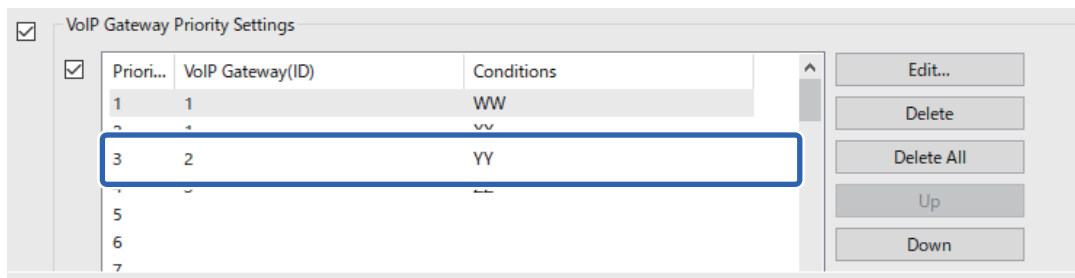 VoIP Gateway Priority Settings
Priori... VoIP Gateway(ID) Conditions
Edit...
1 1 WW
Delete
3 2 YY
Delete All
Up
5
6
Down